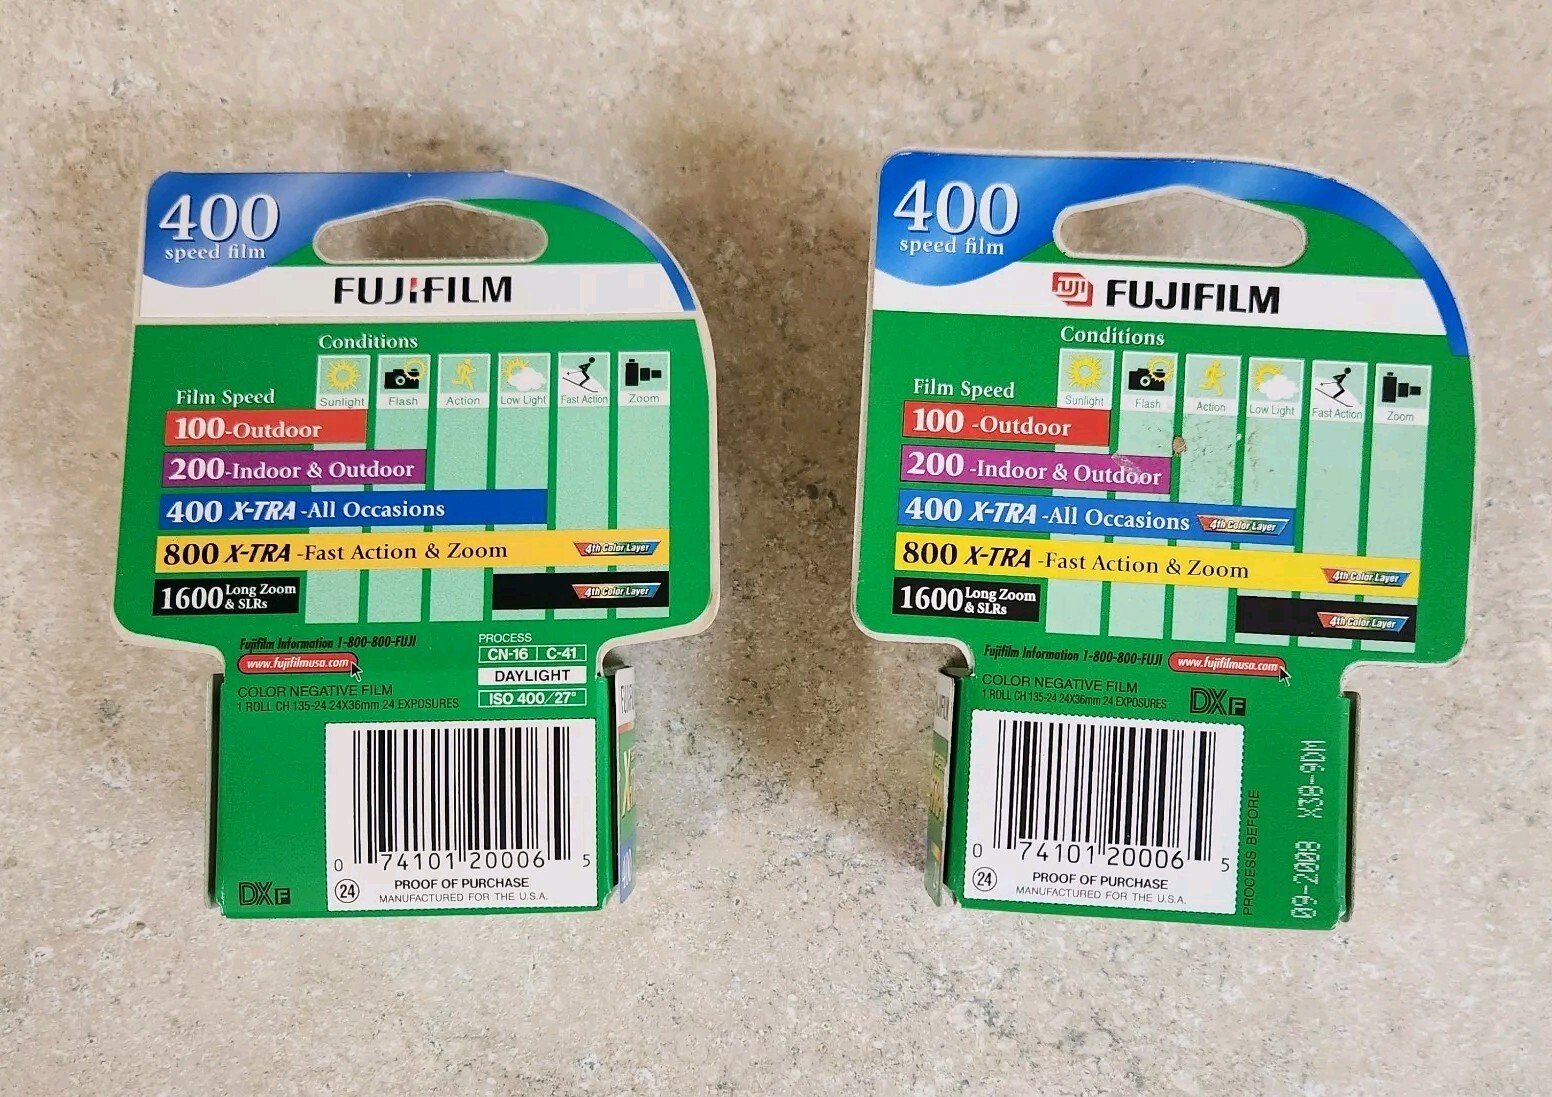 400
speed film
FUJIFILM
Conditions
Sunlight Flash Action Low Light Fast Action Zoom
Film Speed
100-Outdoor
200-Indoor & Outdoor
400 X-TRA -All Occasions
800 X-TRA -Fast Action & Zoom 4th Color Layer
1600 Long Zoom
& SLRs 4th Color Layer
Fujifilm Information 1-800-800-FUJI
www.fujifilmusa.com
PROCESS
CN-16 C-41
DAYLIGHT
ISO 400/27°
COLOR NEGATIVE FILM
1 ROLL CH 135-24 24X36mm 24 EXPOSURES
0 74101 20006 5
24 PROOF OF PURCHASE
MANUFACTURED FOR THE U.S.A.
DXF
400
speed film
FUJI FUJIFILM
Conditions
Sunlight Flash Action Low Light Fast Action Zoom
Film Speed
100 -Outdoor
200 -Indoor & Outdoor
400 X-TRA -All Occasions 4th Color Layer
800 X-TRA -Fast Action & Zoom 4th Color Layer
1600 Long Zoom
& SLRs 4th Color Layer
Fujifilm Information 1-800-800-FUJI www.fujifilmusa.com
COLOR NEGATIVE FILM
1 ROLL CH 135-24 24X36mm 24 EXPOSURES
DXF
0 74101 20006 5
24 PROOF OF PURCHASE
MANUFACTURED FOR THE U.S.A.
PROCESS BEFORE
09-2008 X38-9DM